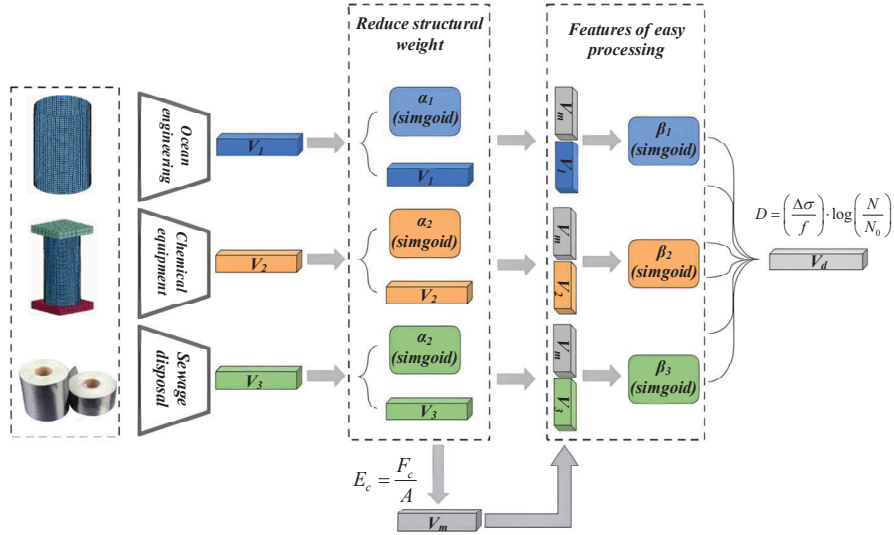 Reduce structural
weight
Features of easy
processing
Ocean
engineering
V1
α1
(simgoid)
V1
Vm
V1
β1
(simgoid)
Chemical
equipment
V2
α2
(simgoid)
V2
Vm
V2
β2
(simgoid)
D = (Δσ/f) · log(N/N0)
Vd
Sewage
disposal
V3
α2
(simgoid)
V3
Vm
V3
β3
(simgoid)
Ec = Fc/A
Vm